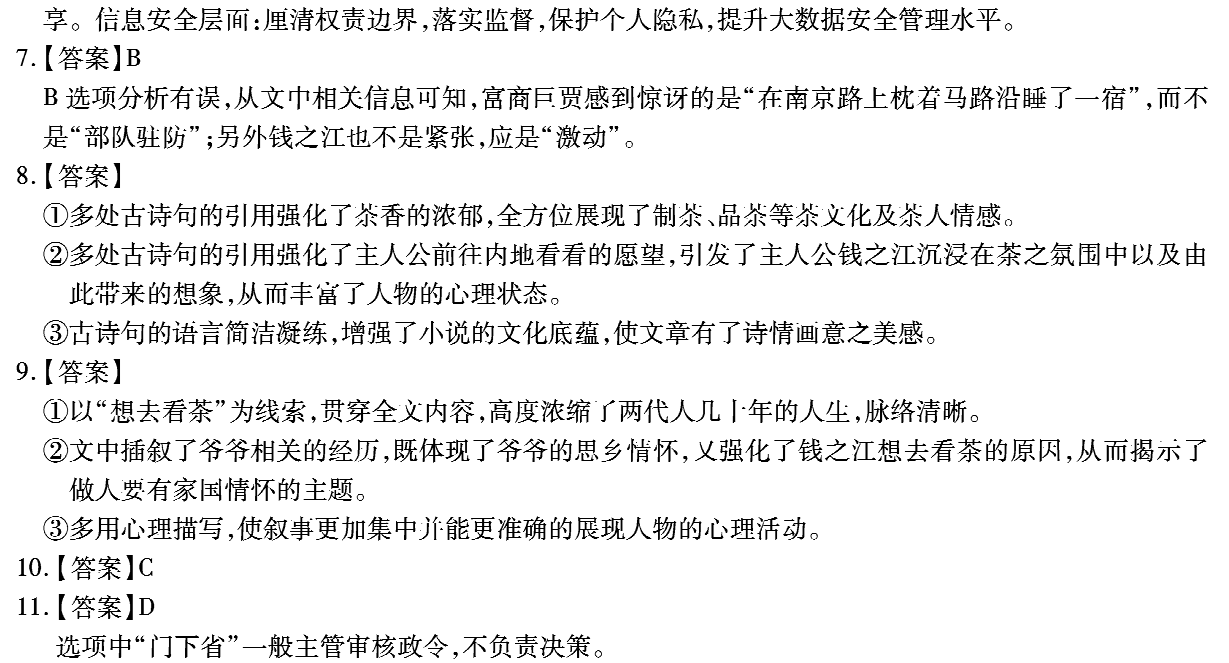 享。信息安全层面:厘清权责边界,落实监督,保护个人隐私,提升大数据安全管理水平。
7.【答案】B
B 选项分析有误,从文中相关信息可知,富商巨贾感到惊讶的是“在南京路上枕着马路沿睡了一宿”,而不
是“部队驻防”;另外钱之江也不是紧张,应是“激动”。
8.【答案】
①多处古诗句的引用强化了茶香的浓郁,全方位展现了制茶、品茶等茶文化及茶人情感。
②多处古诗句的引用强化了主人公前往内地看看的愿望,引发了主人公钱之江沉浸在茶之氛围中以及由
此带来的想象,从而丰富了人物的心理状态。
③古诗句的语言简洁凝练,增强了小说的文化底蕴,使文章有了诗情画意之美感。
9.【答案】
①以“想去看茶”为线索,贯穿全文内容,高度浓缩了两代人几十年的人生,脉络清晰。
②文中插叙了爷爷相关的经历,既体现了爷爷的思乡情怀,又强化了钱之江想去看茶的原因,从而揭示了
做人要有家国情怀的主题。
③多用心理描写,使叙事更加集中并能更准确的展现人物的心理活动。
10.【答案】C
11.【答案】D
选项中“门下省”一般主管审核政令,不负责决策。